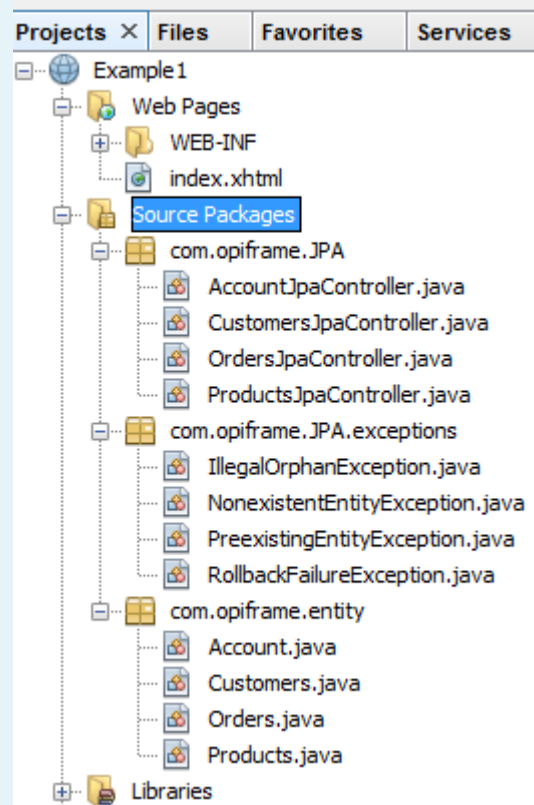 Projects × Files Favorites Services
Example1
Web Pages
WEB-INF
index.xhtml
Source Packages
com.opiframe.JPA
AccountJpaController.java
CustomersJpaController.java
OrdersJpaController.java
ProductsJpaController.java
com.opiframe.JPA.exceptions
IllegalOrphanException.java
NonexistentEntityException.java
PreexistingEntityException.java
RollbackFailureException.java
com.opiframe.entity
Account.java
Customers.java
Orders.java
Products.java
Libraries